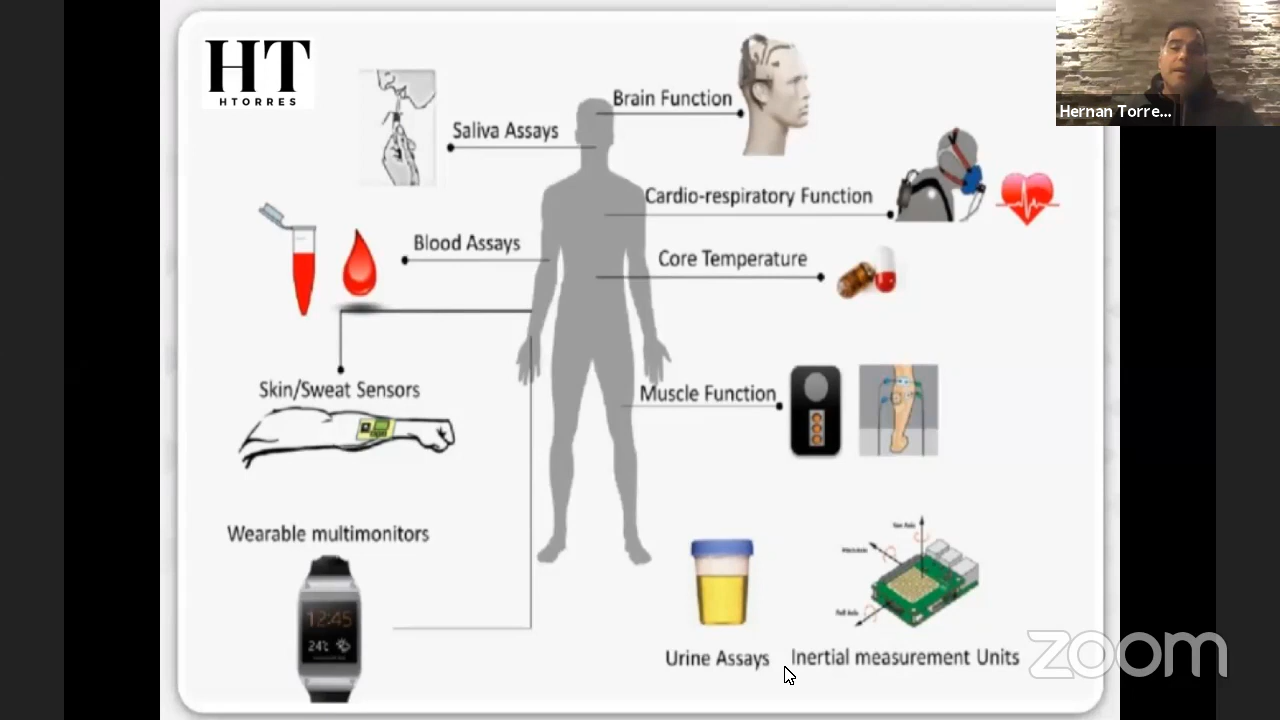 HT
HTORRES
Brain Function
Saliva Assays
Hernan Torre...
Cardio-respiratory Function
Blood Assays
Core Temperature
Skin/Sweat Sensors
Muscle Function
Wearable multimonitors
12:45
Urine Assays
Inertial measurement Units
zoom